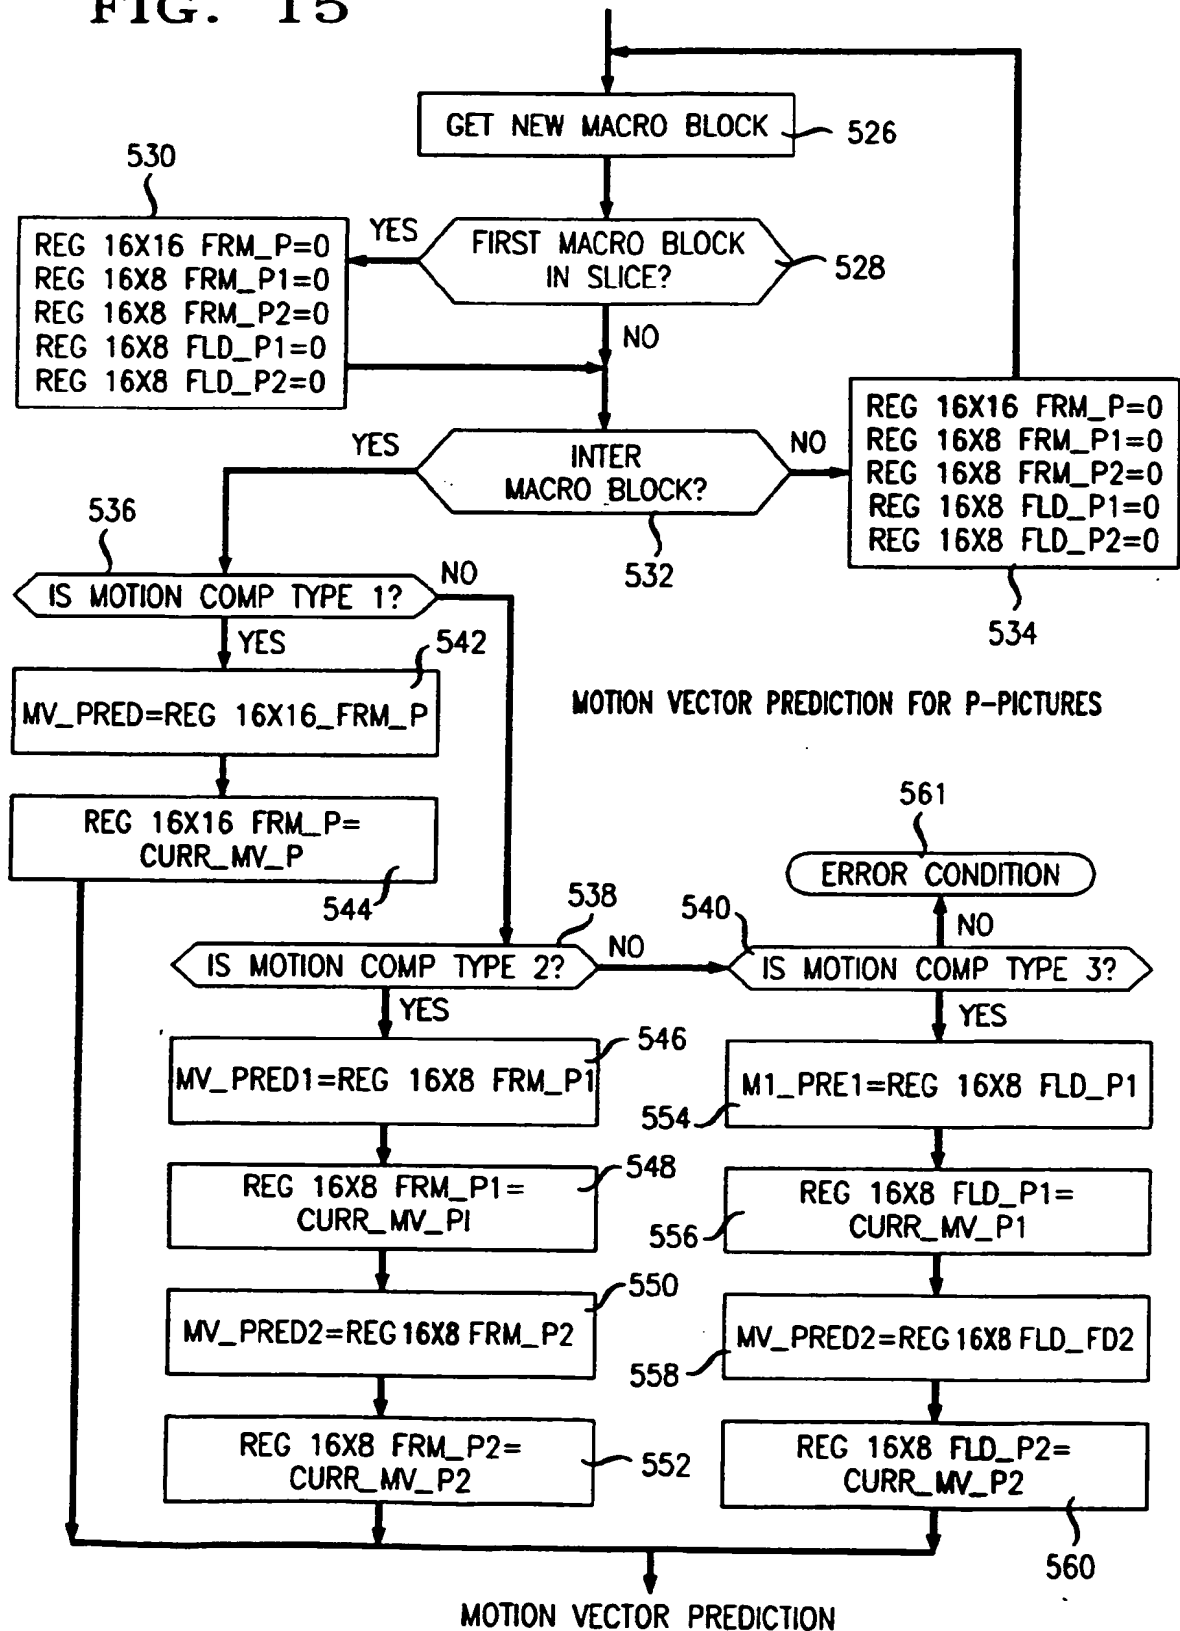 FIG. 15
GET NEW MACRO BLOCK
526
530
REG 16X16 FRM_P=0
REG 16X8 FRM_P1=0
REG 16X8 FRM_P2=0
REG 16X8 FLD_P1=0
REG 16X8 FLD_P2=0
YES
FIRST MACRO BLOCK
IN SLICE?
528
NO
YES
INTER
MACRO BLOCK?
532
NO
REG 16X16 FRM_P=0
REG 16X8 FRM_P1=0
REG 16X8 FRM_P2=0
REG 16X8 FLD_P1=0
REG 16X8 FLD_P2=0
534
536
IS MOTION COMP TYPE 1?
NO
YES
542
MV_PRED=REG 16X16_FRM_P
MOTION VECTOR PREDICTION FOR P-PICTURES
REG 16X16 FRM_P=
CURR_MV_P
544
561
ERROR CONDITION
NO
538
IS MOTION COMP TYPE 2?
NO
540
IS MOTION COMP TYPE 3?
YES
YES
546
MV_PRED1=REG 16X8 FRM_P1
M1_PRE1=REG 16X8 FLD_P1
554
548
REG 16X8 FRM_P1=
CURR_MV_PI
REG 16X8 FLD_P1=
CURR_MV_P1
556
550
MV_PRED2=REG16X8 FRM_P2
MV_PRED2=REG16X8 FLD_FD2
558
REG 16X8 FRM_P2=
CURR_MV_P2
552
REG 16X8 FLD_P2=
CURR_MV_P2
560
MOTION VECTOR PREDICTION